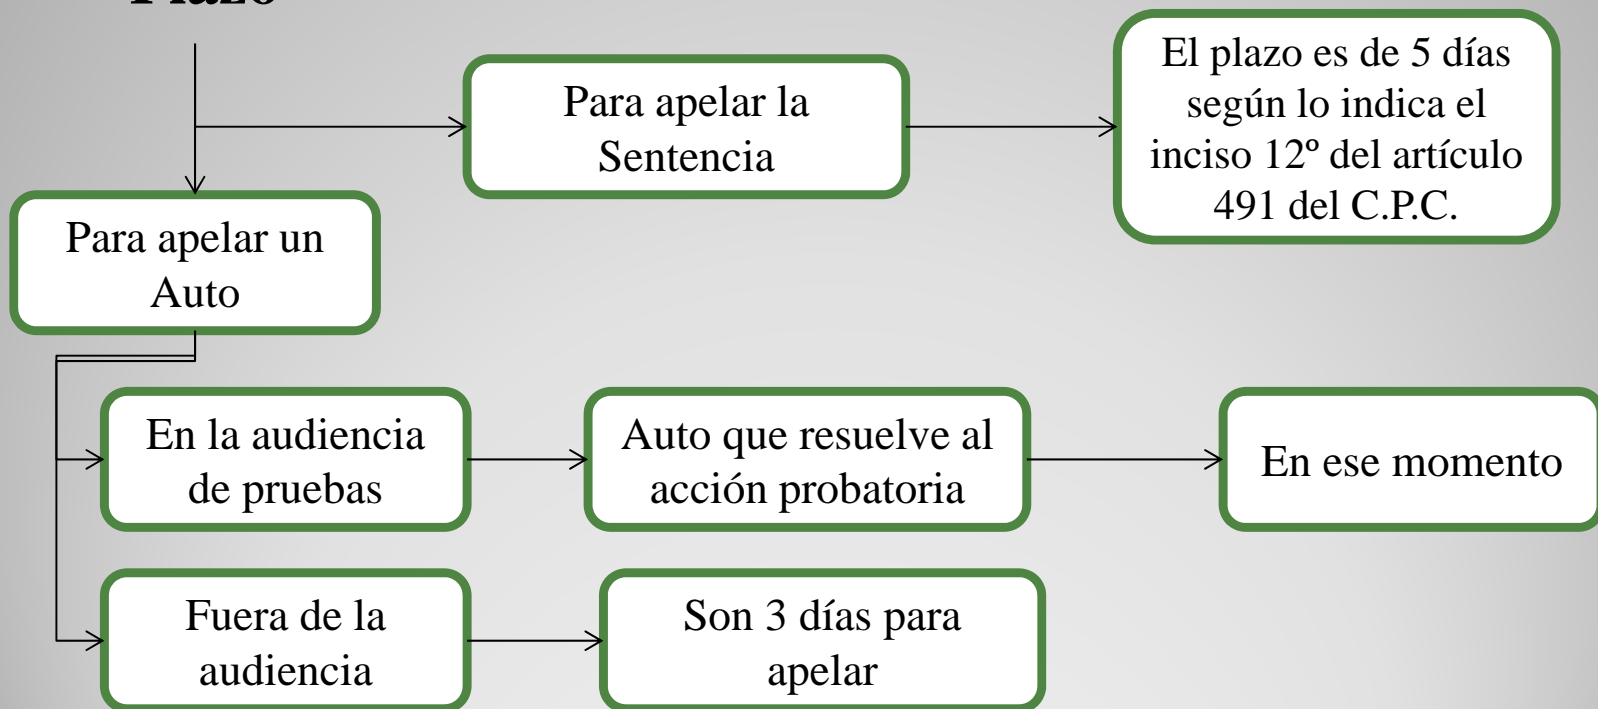 Plazo
Para apelar la
Sentencia
El plazo es de 5 días
según lo indica el
inciso 12º del artículo
491 del C.P.C.
Para apelar un
Auto
En la audiencia
de pruebas
Auto que resuelve al
acción probatoria
En ese momento
Fuera de la
audiencia
Son 3 días para
apelar